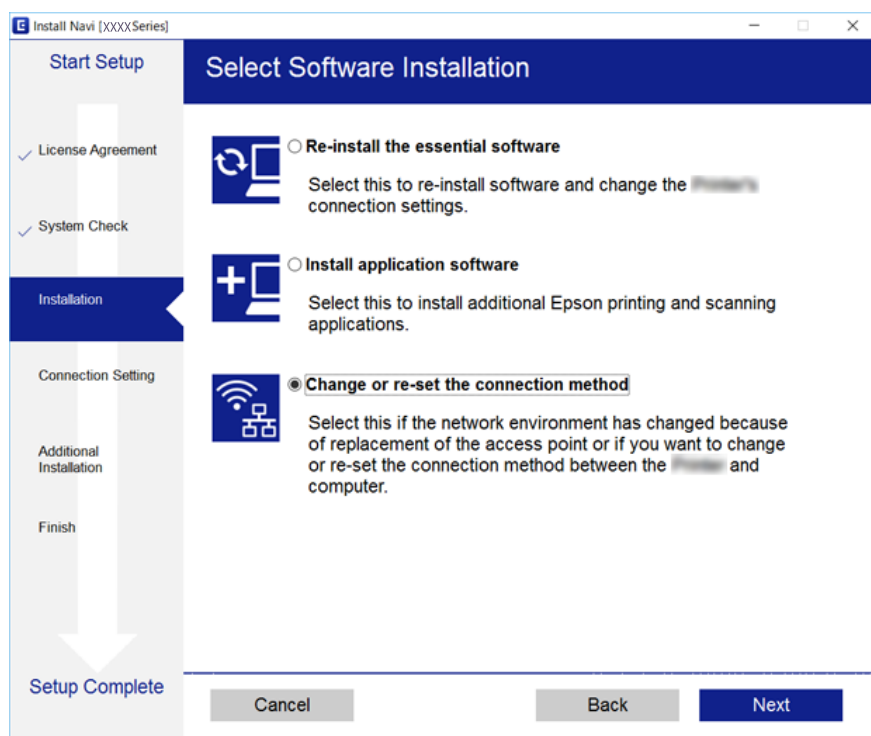 Install Navi [XXXX Series]
Start Setup
License Agreement
System Check
Installation
Connection Setting
Additional
Installation
Finish
Setup Complete
Select Software Installation
Re-install the essential software
Select this to re-install software and change the
connection settings.
Install application software
Select this to install additional Epson printing and scanning
applications.
Change or re-set the connection method
Select this if the network environment has changed because
of replacement of the access point or if you want to change
or re-set the connection method between the and
computer.
Cancel
Back
Next